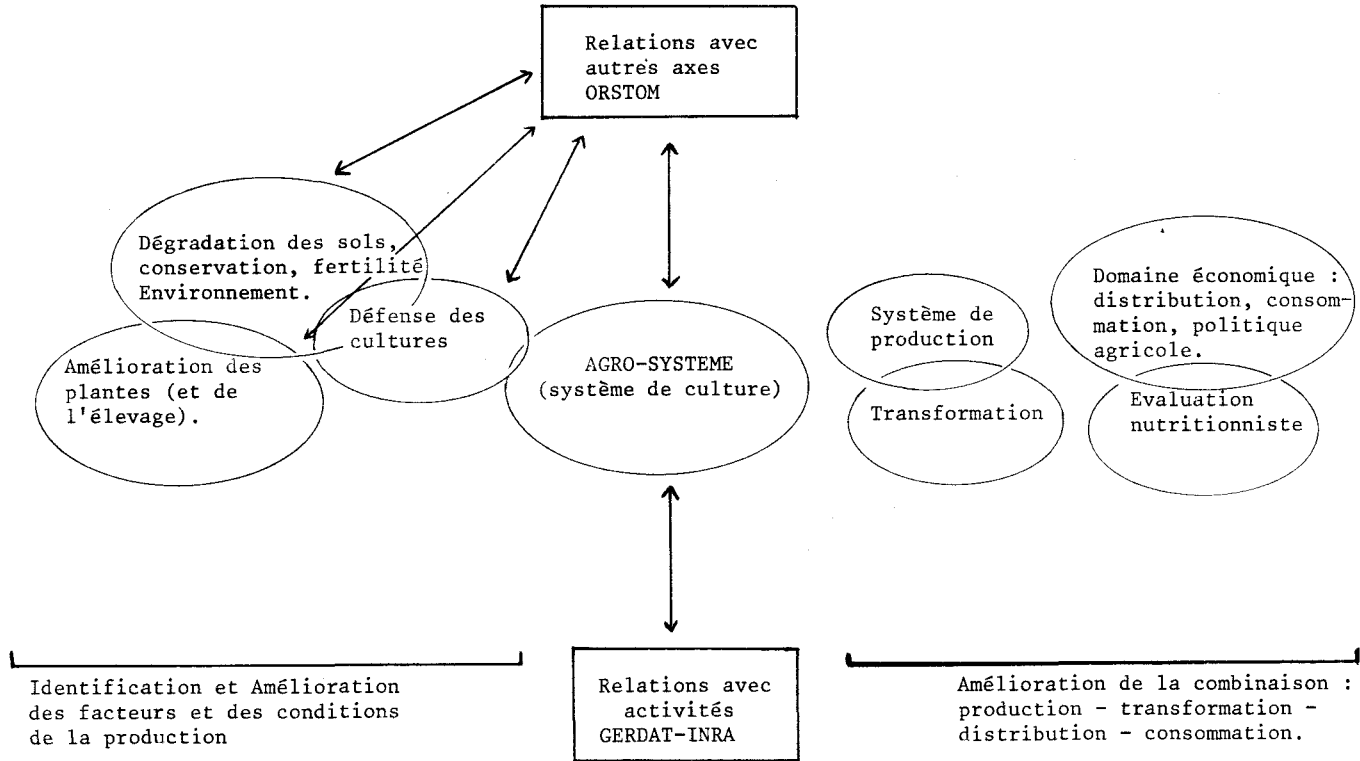 Relations avec
autres axes
ORSTOM
Dégradation des sols,
conservation, fertilité
Environnement.
Défense des
cultures
Amélioration des
plantes (et de
l'élevage).
AGRO-SYSTEME
(système de culture)
Système de
production
Transformation
Domaine économique :
distribution, consom-
mation, politique
agricole.
Evaluation
nutritionniste
Identification et Amélioration
des facteurs et des conditions
de la production
Relations avec
activités
GERDAT-INRA
Amélioration de la combinaison :
production - transformation -
distribution - consommation.